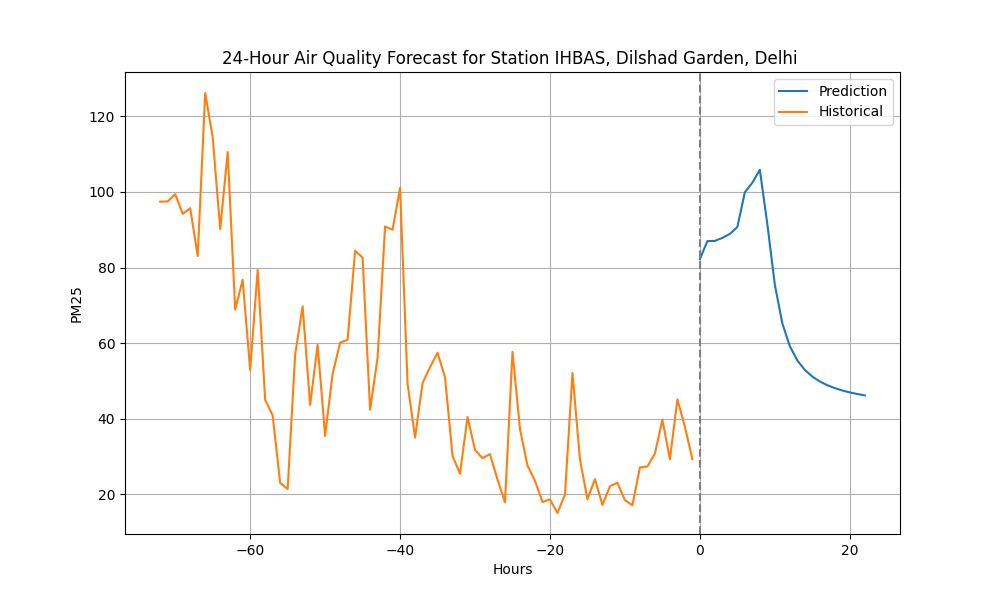 24-Hour Air Quality Forecast for Station IHBAS, Dilshad Garden, Delhi
Prediction
Historical
120
100
80
60
40
20
PM25
−60
−40
−20
0
20
Hours